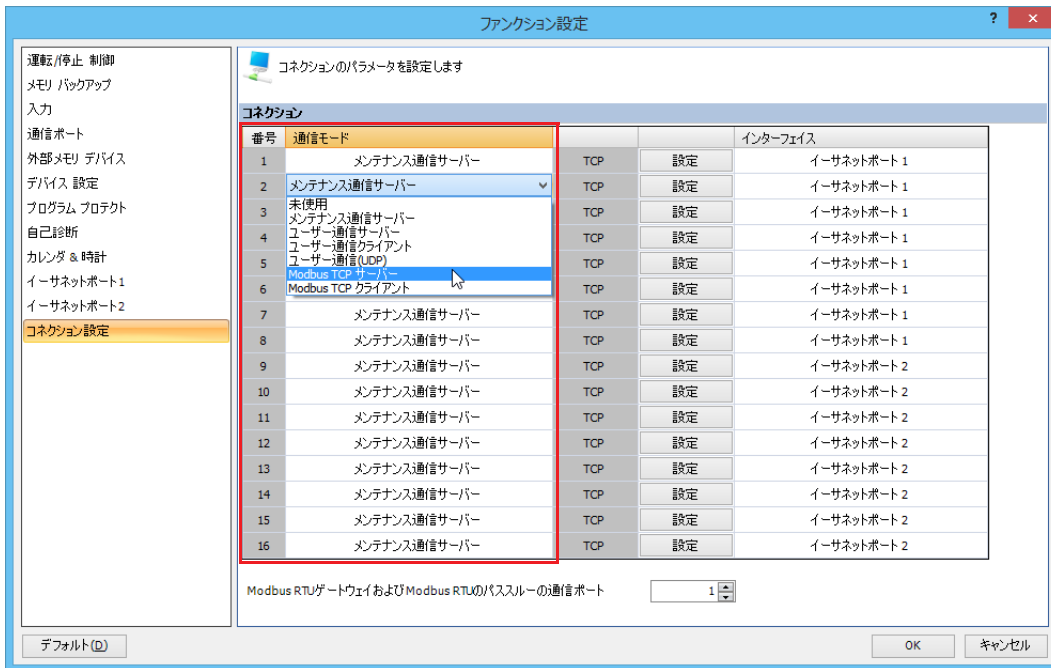 ファンクション設定
?
×
運転/停止 制御
メモリ バックアップ
入力
通信ポート
外部メモリ デバイス
デバイス 設定
プログラム プロテクト
自己診断
カレンダ & 時計
イーサネットポート1
イーサネットポート2
コネクション設定
コネクションのパラメータを設定します
コネクション
番号 通信モード インターフェイス
1 メンテナンス通信サーバー TCP 設定 イーサネットポート 1
2 メンテナンス通信サーバー TCP 設定 イーサネットポート 1
3 TCP 設定 イーサネットポート 1
4 TCP 設定 イーサネットポート 1
5 TCP 設定 イーサネットポート 1
6 TCP 設定 イーサネットポート 1
未使用
メンテナンス通信サーバー
ユーザー通信サーバー
ユーザー通信クライアント
ユーザー通信(UDP)
Modbus TCP サーバー
Modbus TCP クライアント
7 メンテナンス通信サーバー TCP 設定 イーサネットポート 1
8 メンテナンス通信サーバー TCP 設定 イーサネットポート 1
9 メンテナンス通信サーバー TCP 設定 イーサネットポート 2
10 メンテナンス通信サーバー TCP 設定 イーサネットポート 2
11 メンテナンス通信サーバー TCP 設定 イーサネットポート 2
12 メンテナンス通信サーバー TCP 設定 イーサネットポート 2
13 メンテナンス通信サーバー TCP 設定 イーサネットポート 2
14 メンテナンス通信サーバー TCP 設定 イーサネットポート 2
15 メンテナンス通信サーバー TCP 設定 イーサネットポート 2
16 メンテナンス通信サーバー TCP 設定 イーサネットポート 2
Modbus RTUゲートウェイおよびModbus RTUのパススルーの通信ポート 1
デフォルト(D) OK キャンセル